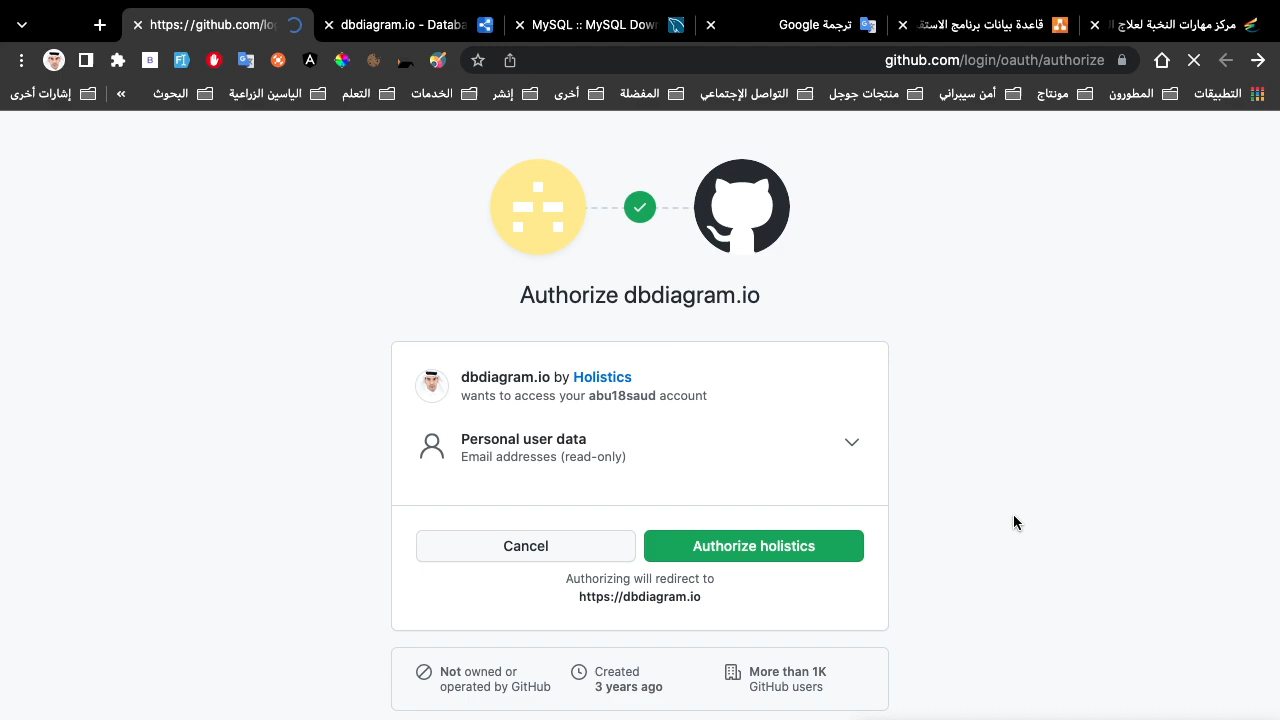 مركز مهارات النخبة لعلاج ال
قاعدة بيانات برنامج الاستق
ترجمة Google
MySQL :: MySQL Dow
dbdiagram.io - Databa
https://github.com/log
github.com/login/oauth/authorize
التطبيقات
المطورون
مونتاج
أمن سيبراني
منتجات جوجل
التواصل الإجتماعي
المفضلة
أخرى
إنشر
الخدمات
التعلم
الياسين الزراعية
البحوث
»
إشارات أخرى
Authorize dbdiagram.io
dbdiagram.io by Holistics
wants to access your abu18saud account
Personal user data
Email addresses (read-only)
Cancel
Authorize holistics
Authorizing will redirect to
https://dbdiagram.io
Not owned or
operated by GitHub
Created
3 years ago
More than 1K
GitHub users